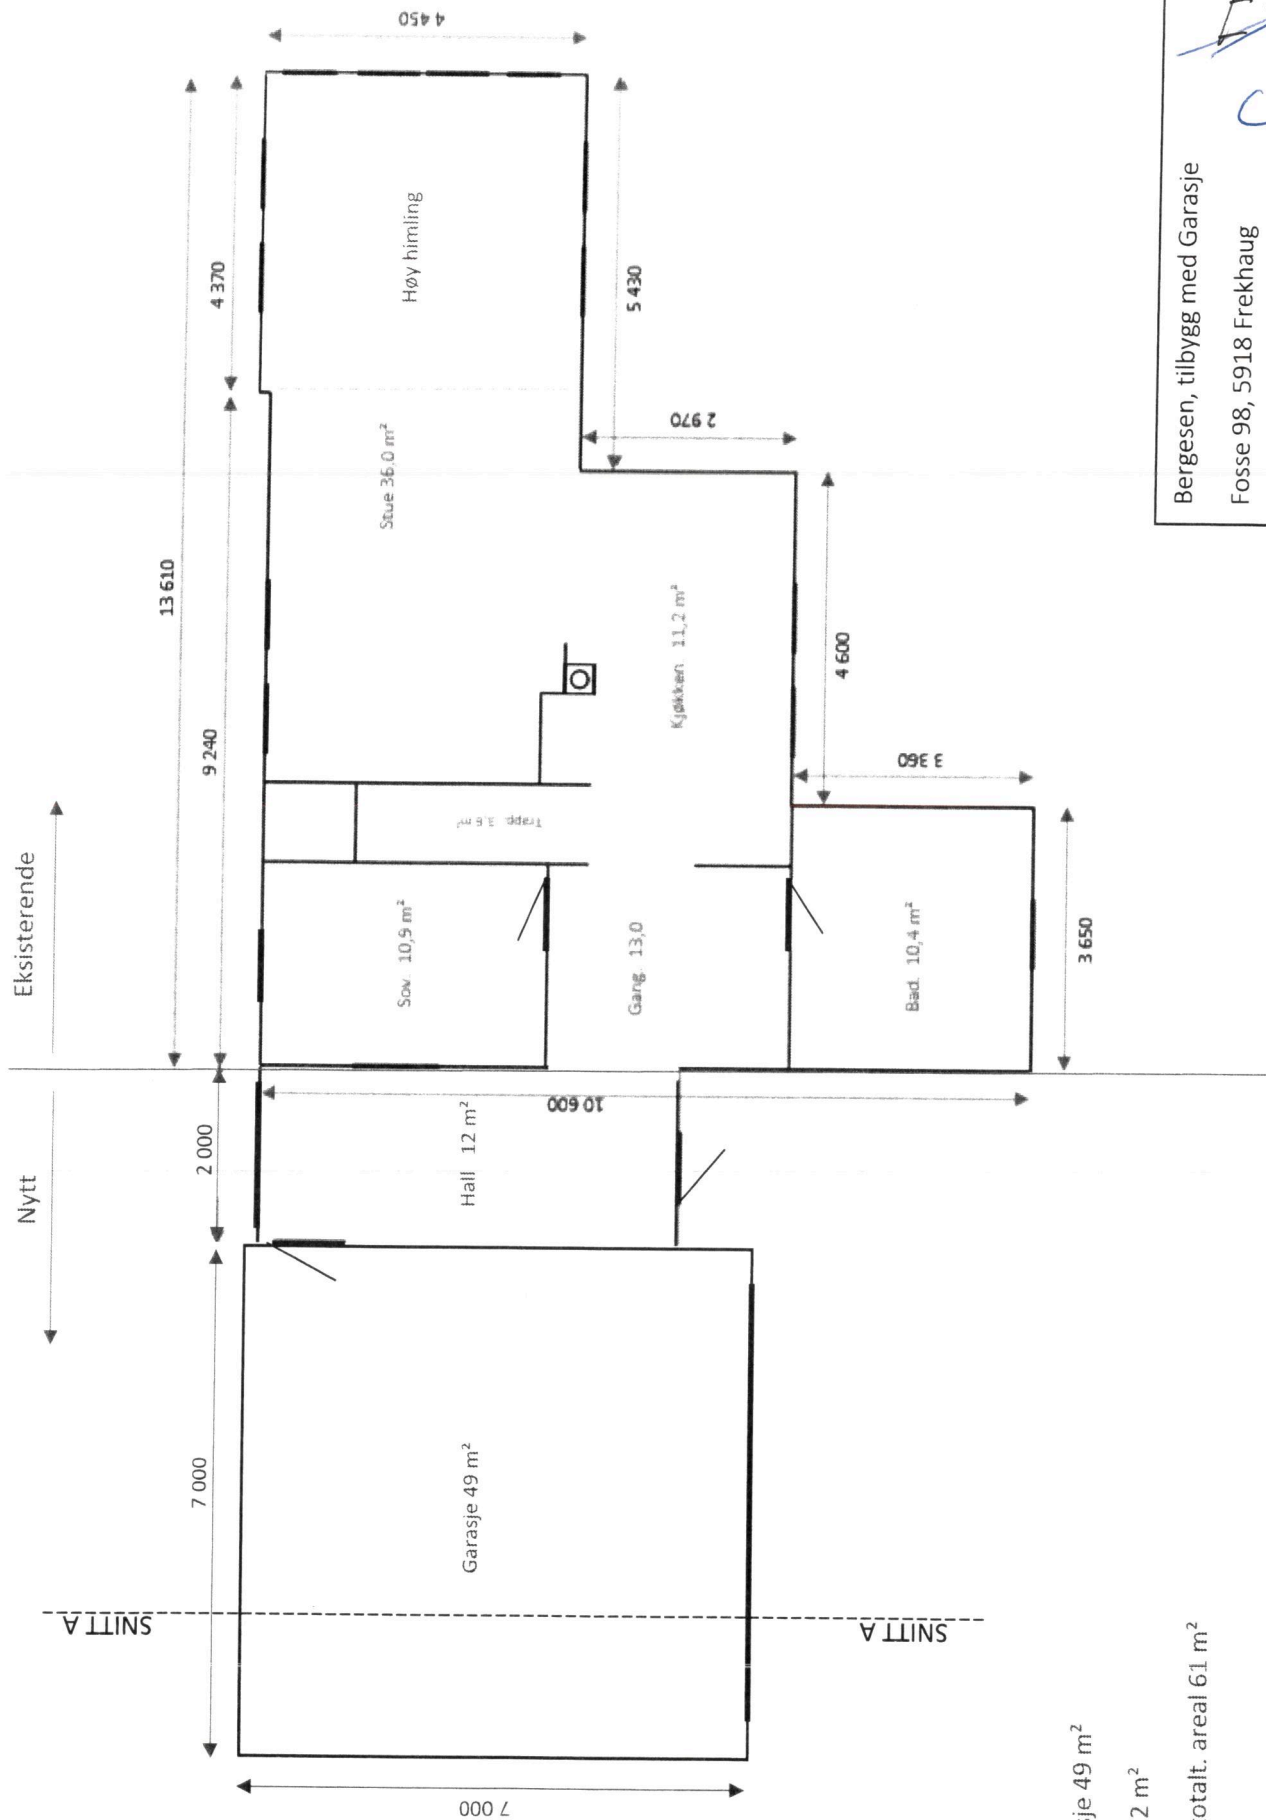 Nytt
Eksisterende
13 610
7 000
2 000
9 240
4 370
4 450
SNITT A
7 000
Garasje 49 m²
Hall 12 m²
10 600
Sov. 10,9 m²
Trapp. 3,6 m²
Stue 36,0 m²
Høy himling
Gang 13,0
Kjøkken 11,2 m²
2 970
5 430
4 600
3 360
Bad. 10,4 m²
3 650
SNITT A
je 49 m²
2 m²
otalt. areal 61 m²
Bergesen, tilbygg med Garasje
Fosse 98, 5918 Frekhaug